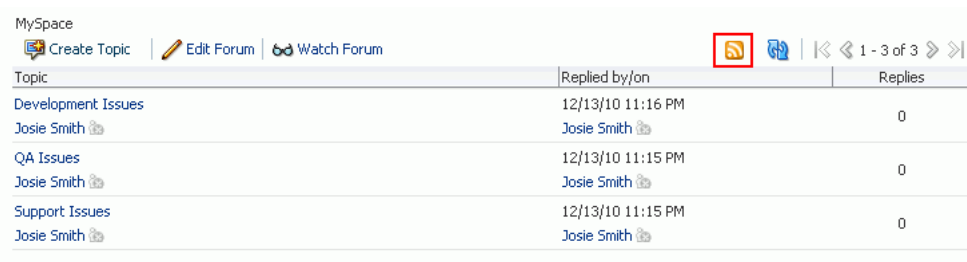 MySpace
Create Topic Edit Forum Watch Forum 1 - 3 of 3
Topic Replied by/on Replies
Development Issues 12/13/10 11:16 PM
Josie Smith Josie Smith 0
QA Issues 12/13/10 11:15 PM
Josie Smith Josie Smith 0
Support Issues 12/13/10 11:15 PM
Josie Smith Josie Smith 0